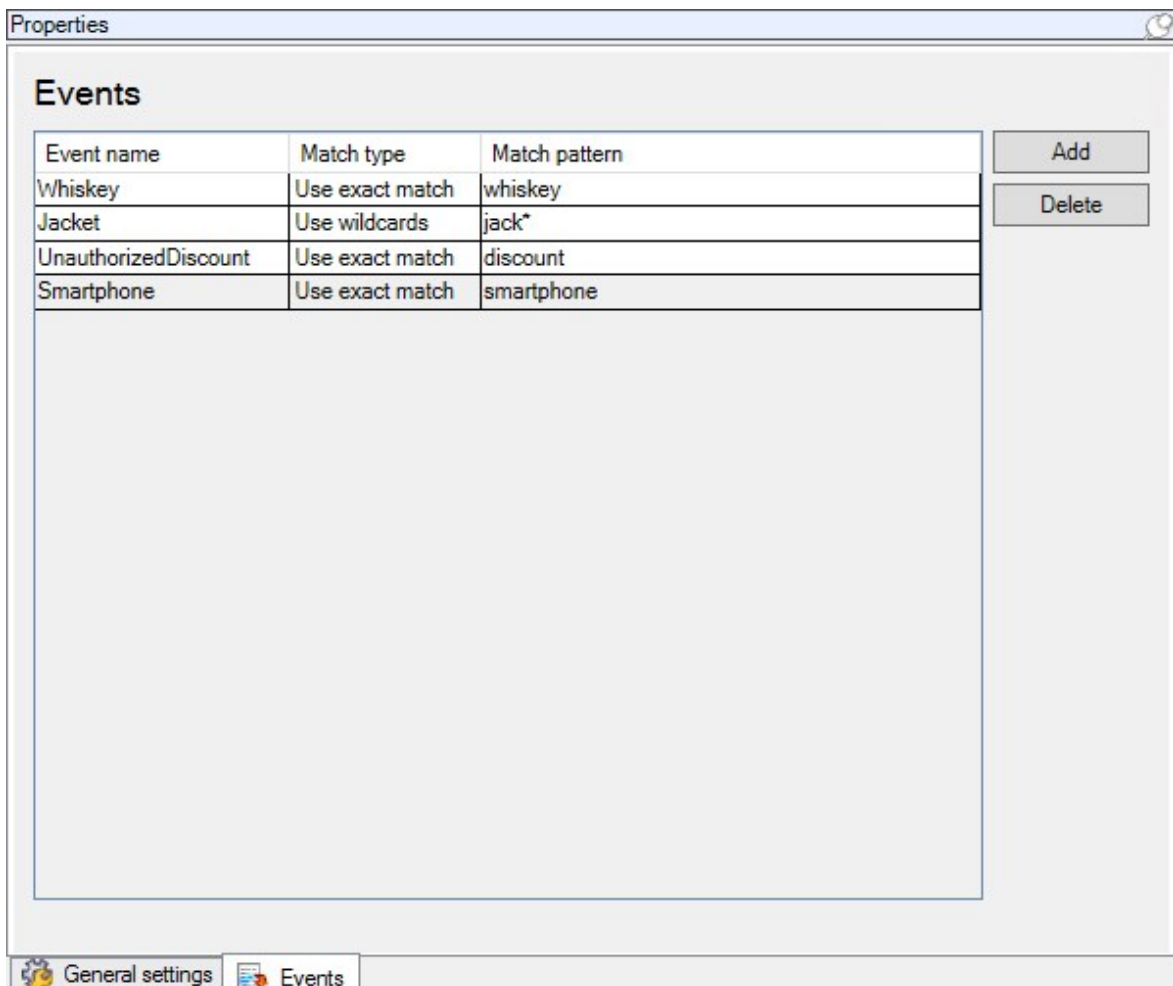 Properties
Events
Event name Match type Match pattern
Whiskey Use exact match whiskey
Jacket Use wildcards jack*
UnauthorizedDiscount Use exact match discount
Smartphone Use exact match smartphone
Add
Delete
General settings Events